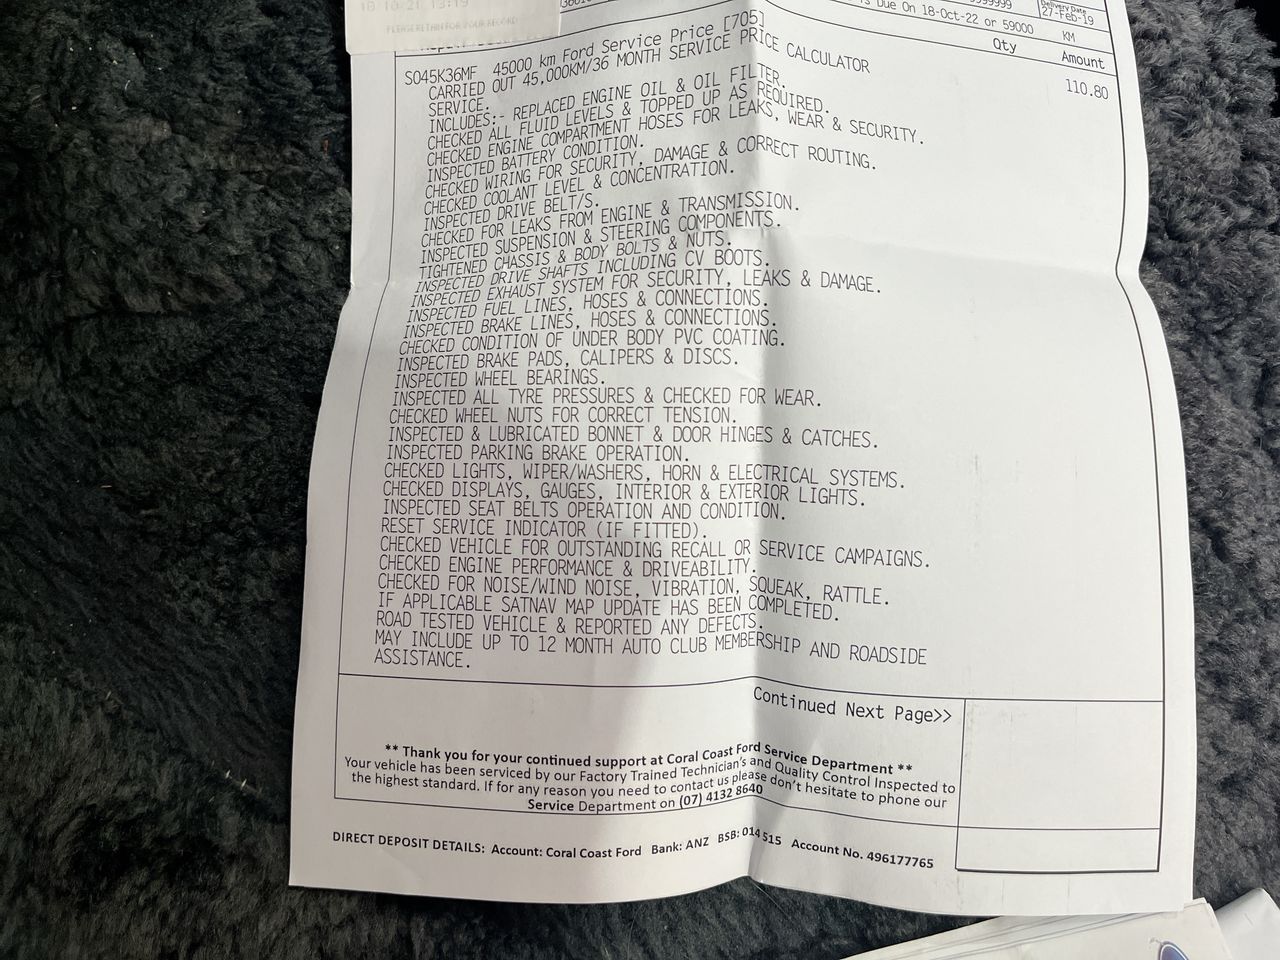 18/10/21 13:19
PLEASE RETAIN FOR YOUR RECORD
Delivery Date
27-Feb-19
s Due On 18-Oct-22 or 59000 KM
Qty Amount
S045K36MF 45000 km Ford Service Price [705] 110.80
CARRIED OUT 45,000KM/36 MONTH SERVICE PRICE CALCULATOR
SERVICE.
INCLUDES:- REPLACED ENGINE OIL & OIL FILTER.
CHECKED ALL FLUID LEVELS & TOPPED UP AS REQUIRED.
CHECKED ENGINE COMPARTMENT HOSES FOR LEAKS, WEAR & SECURITY.
INSPECTED BATTERY CONDITION.
CHECKED WIRING FOR SECURITY, DAMAGE & CORRECT ROUTING.
CHECKED COOLANT LEVEL & CONCENTRATION.
INSPECTED DRIVE BELT/S.
CHECKED FOR LEAKS FROM ENGINE & TRANSMISSION.
INSPECTED SUSPENSION & STEERING COMPONENTS.
TIGHTENED CHASSIS & BODY BOLTS & NUTS.
INSPECTED DRIVE SHAFTS INCLUDING CV BOOTS.
INSPECTED EXHAUST SYSTEM FOR SECURITY, LEAKS & DAMAGE.
INSPECTED FUEL LINES, HOSES & CONNECTIONS.
INSPECTED BRAKE LINES, HOSES & CONNECTIONS.
CHECKED CONDITION OF UNDER BODY PVC COATING.
INSPECTED BRAKE PADS, CALIPERS & DISCS.
INSPECTED WHEEL BEARINGS.
INSPECTED ALL TYRE PRESSURES & CHECKED FOR WEAR.
CHECKED WHEEL NUTS FOR CORRECT TENSION.
INSPECTED & LUBRICATED BONNET & DOOR HINGES & CATCHES.
INSPECTED PARKING BRAKE OPERATION.
CHECKED LIGHTS, WIPER/WASHERS, HORN & ELECTRICAL SYSTEMS.
CHECKED DISPLAYS, GAUGES, INTERIOR & EXTERIOR LIGHTS.
INSPECTED SEAT BELTS OPERATION AND CONDITION.
RESET SERVICE INDICATOR (IF FITTED).
CHECKED VEHICLE FOR OUTSTANDING RECALL OR SERVICE CAMPAIGNS.
CHECKED ENGINE PERFORMANCE & DRIVEABILITY.
CHECKED FOR NOISE/WIND NOISE, VIBRATION, SQUEAK, RATTLE.
IF APPLICABLE SATNAV MAP UPDATE HAS BEEN COMPLETED.
ROAD TESTED VEHICLE & REPORTED ANY DEFECTS.
MAY INCLUDE UP TO 12 MONTH AUTO CLUB MEMBERSHIP AND ROADSIDE
ASSISTANCE.
Continued Next Page>>
** Thank you for your continued support at Coral Coast Ford Service Department **
Your vehicle has been serviced by our Factory Trained Technician's and Quality Control Inspected to
the highest standard. If for any reason you need to contact us please don't hesitate to phone our
Service Department on (07) 4132 8640
DIRECT DEPOSIT DETAILS: Account: Coral Coast Ford Bank: ANZ BSB: 014 515 Account No. 496177765